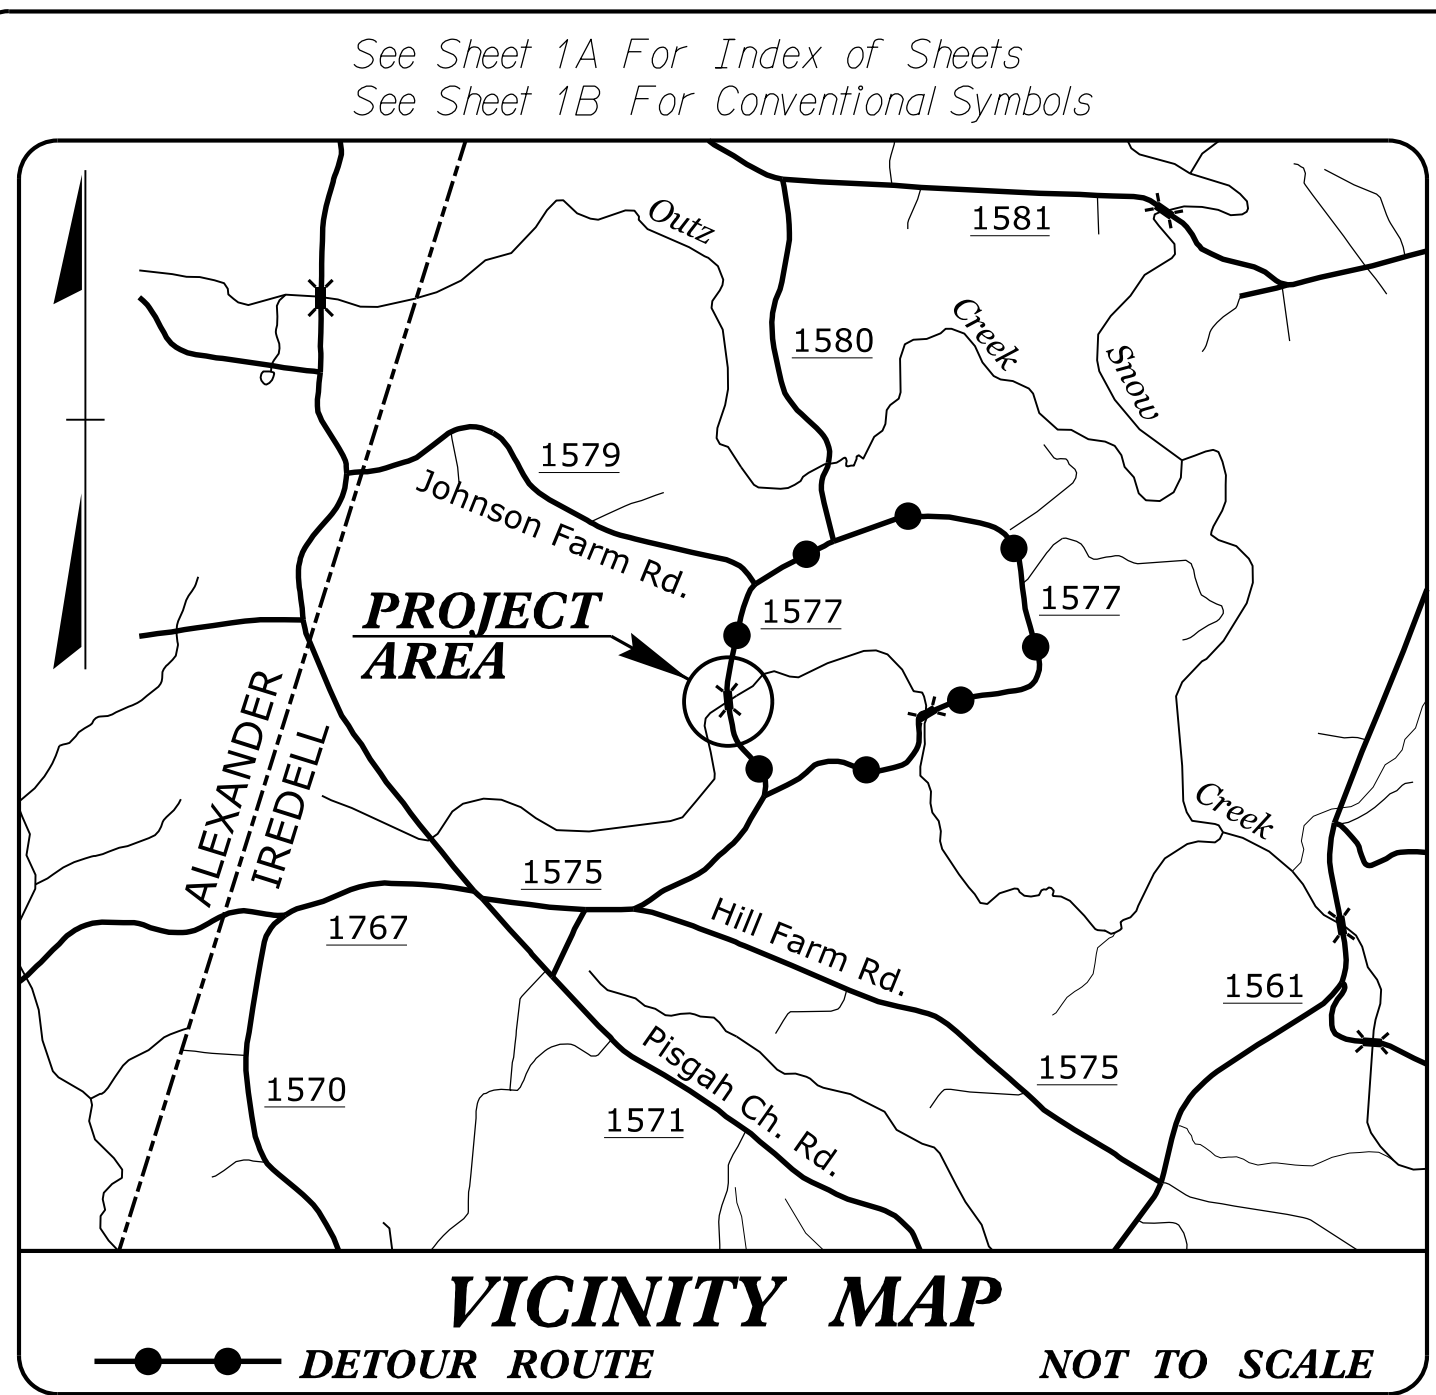 See Sheet 1A For Index of Sheets
See Sheet 1B For Conventional Symbols
Outz
1581
1580
Creek
Snow
1579
Johnson Farm Rd.
PROJECT
AREA
1577
1577
ALEXANDER
IREDELL
Creek
1575
1767
Hill Farm Rd.
1561
1570
Pisgah Ch. Rd.
1571
1575
VICINITY MAP
DETOUR ROUTE
NOT TO SCALE